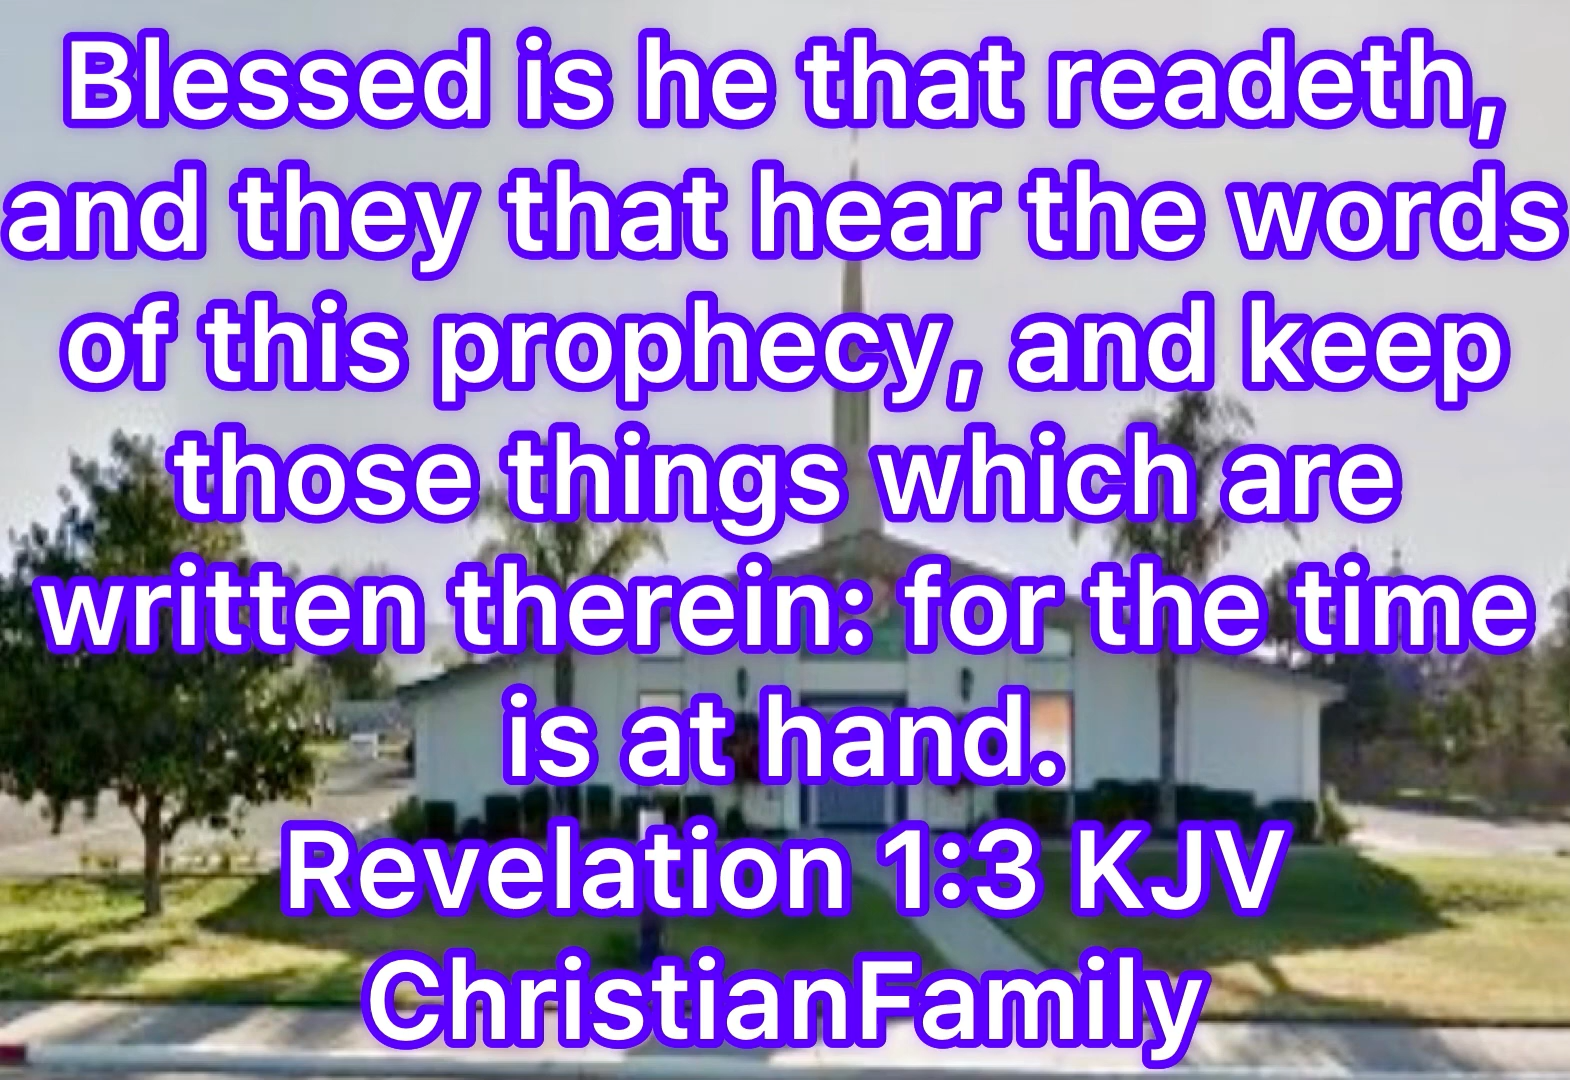 Blessed is he that readeth,
and they that hear the words
of this prophecy, and keep
those things which are
written therein: for the time
is at hand.
Revelation 1:3 KJV
ChristianFamily